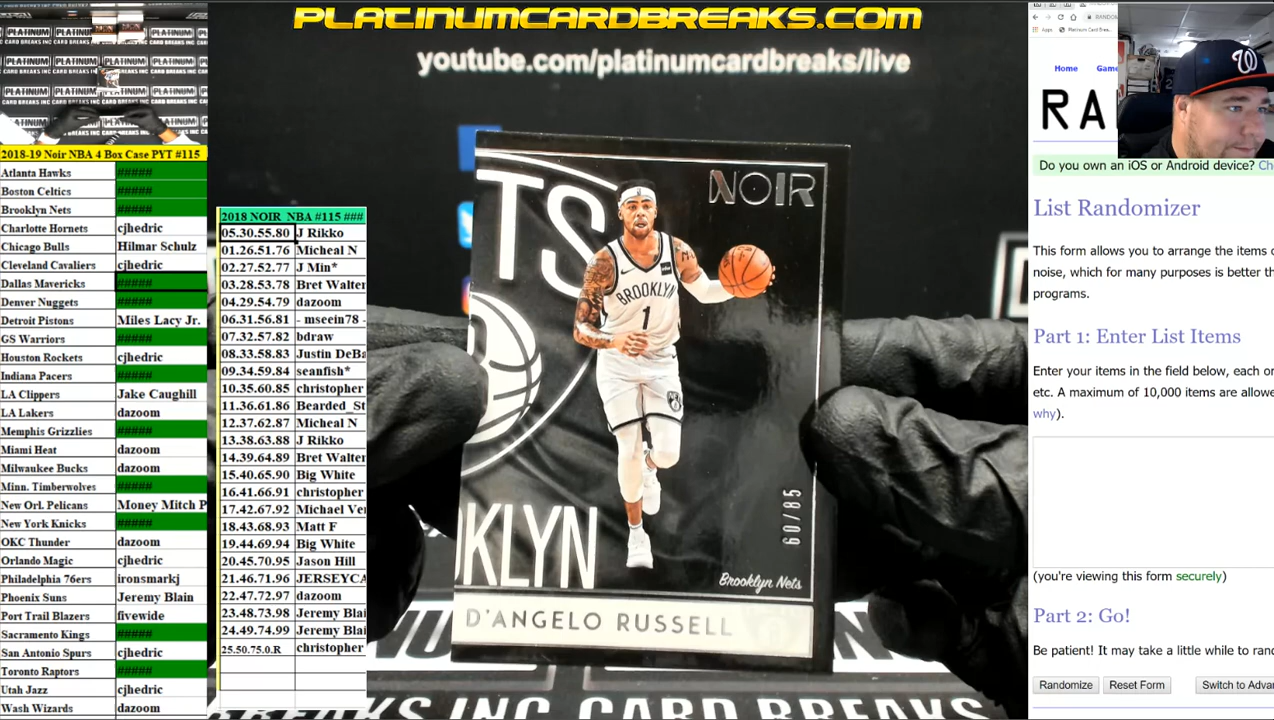 PLATINUMCARDBREAKS.COM
youtube.com/platinumcardbreaks/live
2018-19 Noir NBA 4 Box Case PYT #115
Atlanta Hawks #####
Boston Celtics #####
Brooklyn Nets #####
Charlotte Hornets cjhedric
Chicago Bulls Hilmar Schulz
Cleveland Cavaliers cjhedric
Dallas Mavericks #####
Denver Nuggets #####
Detroit Pistons Miles Lacy Jr.
GS Warriors #####
Houston Rockets cjhedric
Indiana Pacers #####
LA Clippers Jake Caughill
LA Lakers dazoom
Memphis Grizzlies #####
Miami Heat dazoom
Milwaukee Bucks dazoom
Minn. Timberwolves #####
New Orl. Pelicans Money Mitch P
New York Knicks #####
OKC Thunder dazoom
Orlando Magic cjhedric
Philadelphia 76ers ironsmarkj
Phoenix Suns Jeremy Blain
Port Trail Blazers fivewide
Sacramento Kings #####
San Antonio Spurs cjhedric
Toronto Raptors #####
Utah Jazz cjhedric
Wash Wizards dazoom
2018 NOIR NBA #115 ###
05.30.55.80 J Rikko
01.26.51.76 Micheal N
02.27.52.77 J Min*
03.28.53.78 Bret Walter
04.29.54.79 dazoom
06.31.56.81 - mseein78 -
07.32.57.82 bdraw
08.33.58.83 Justin DeBa
09.34.59.84 seanfish*
10.35.60.85 christopher
11.36.61.86 Bearded_St
12.37.62.87 Micheal N
13.38.63.88 J Rikko
14.39.64.89 Bret Walter
15.40.65.90 Big White
16.41.66.91 christopher
17.42.67.92 Michael Ver
18.43.68.93 Matt F
19.44.69.94 Big White
20.45.70.95 Jason Hill
21.46.71.96 JERSEYCA
22.47.72.97 dazoom
23.48.73.98 Jeremy Blai
24.49.74.99 Jeremy Blai
25.50.75.0.R christopher
NOIR
TS
BROOKLYN
1
60/85
KLYN
Brooklyn Nets
D'ANGELO RUSSELL
BREAKS INC CARD BREAKS
Home Game
RA
Do you own an iOS or Android device? Ch
List Randomizer
This form allows you to arrange the items o
noise, which for many purposes is better th
programs.
Part 1: Enter List Items
Enter your items in the field below, each on
etc. A maximum of 10,000 items are allowe
why).
(you're viewing this form securely)
Part 2: Go!
Be patient! It may take a little while to rand
Randomize Reset Form Switch to Advan